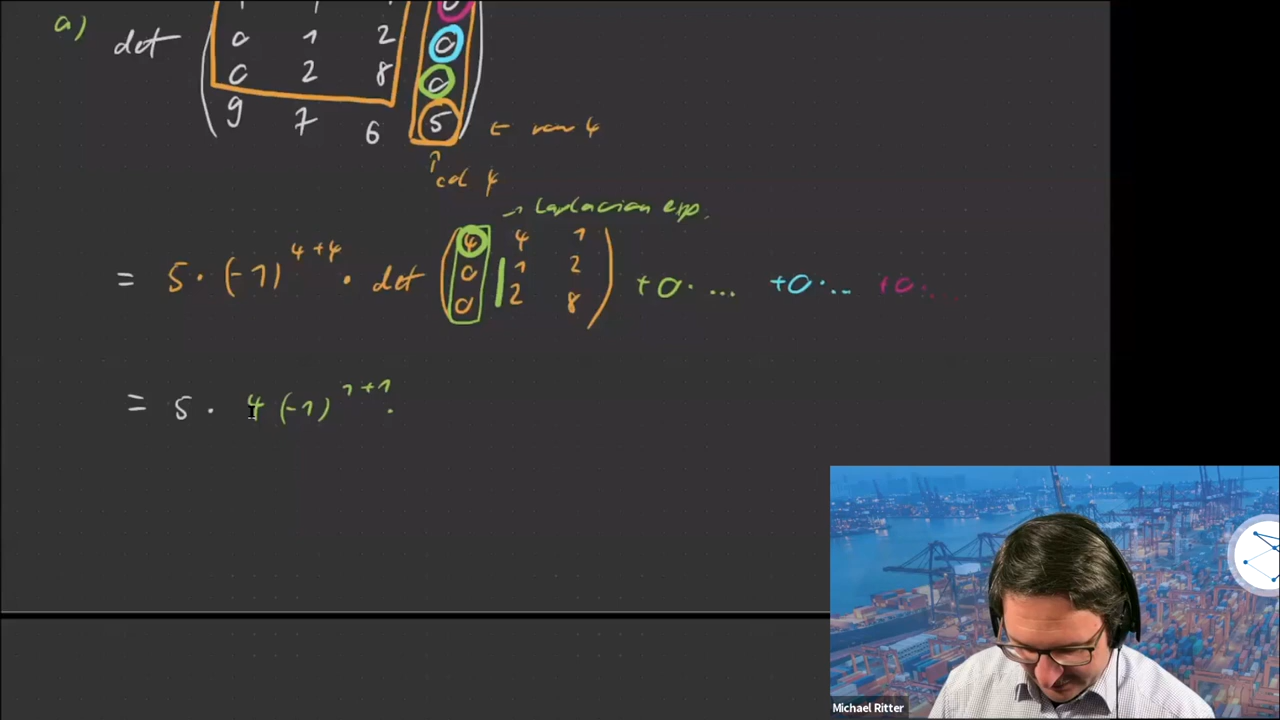 a) det
0 1 2 0
0 2 8 0
9 7 6 5 ← row 4
↑ col 4
→ Laplacian exp.
= 5 · (-1)^{4+4} · det ( 4 4 1 + 0 · ... + 0 · ... + 0 · ...
0 1 2
0 2 8 )
= 5 · 4 (-1)^{1+1} ·
Michael Ritter